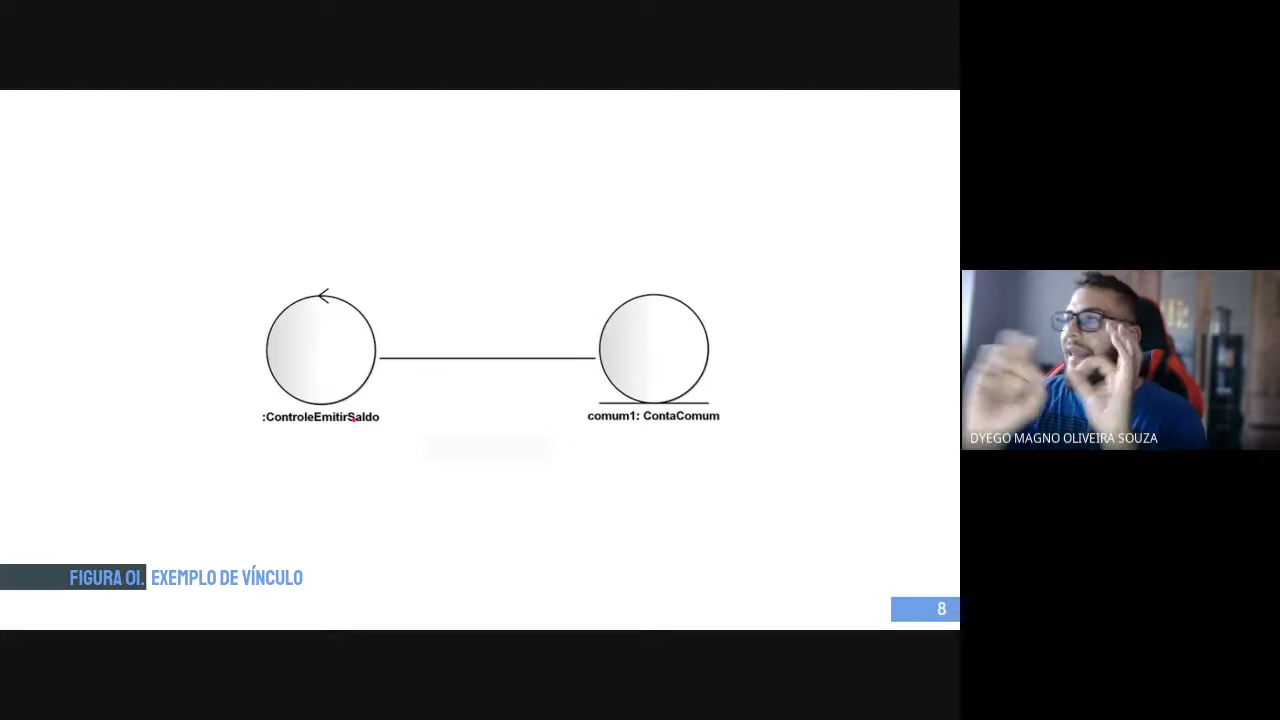 :ControleEmitirSaldo
comum1: ContaComum
FIGURA 01. EXEMPLO DE VÍNCULO
8
DYEGO MAGNO OLIVEIRA SOUZA